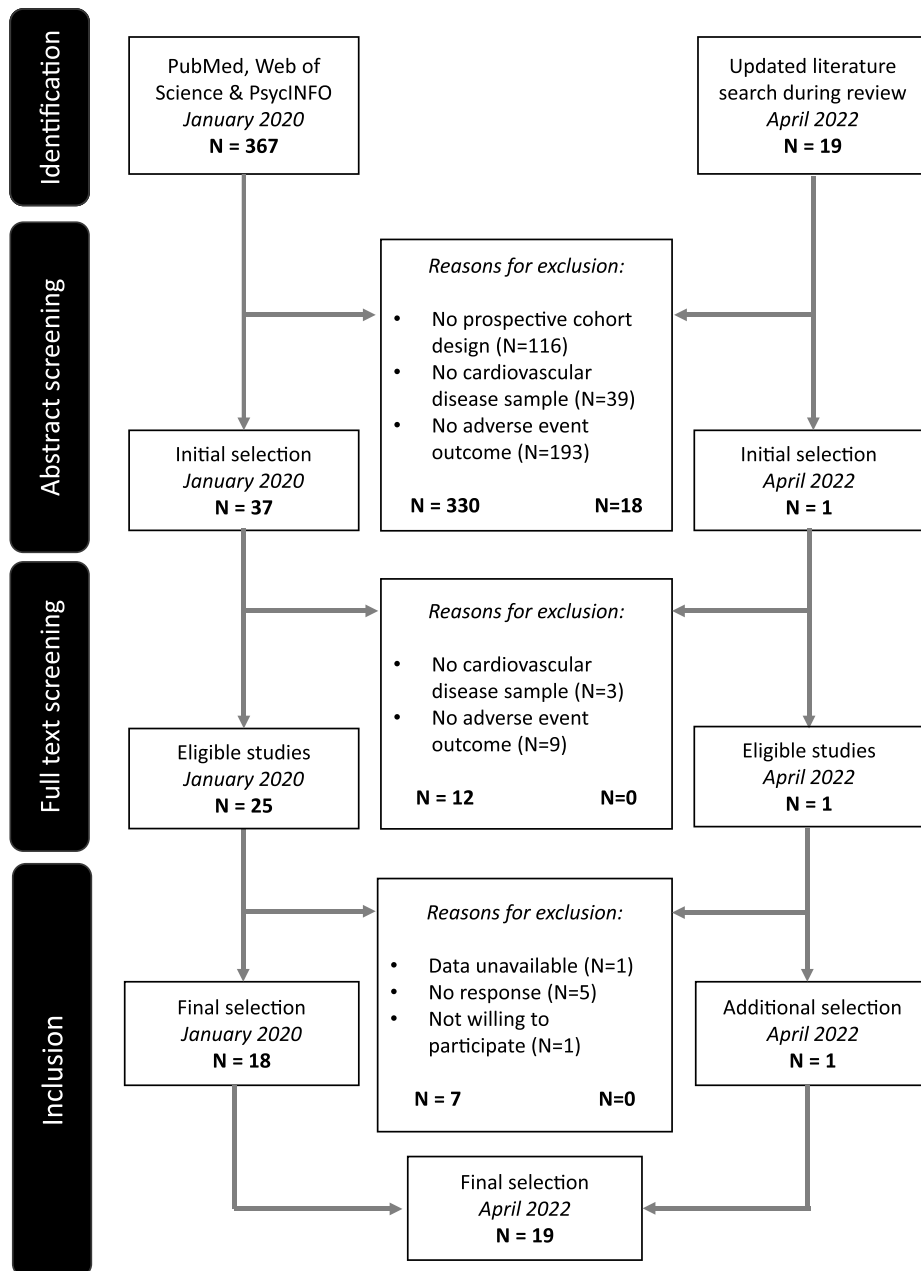 Identification
PubMed, Web of
Science & PsycINFO
January 2020
N = 367
Updated literature
search during review
April 2022
N = 19
Abstract screening
Reasons for exclusion:
• No prospective cohort
design (N=116)
• No cardiovascular
disease sample (N=39)
• No adverse event
outcome (N=193)
N = 330 N=18
Initial selection
January 2020
N = 37
Initial selection
April 2022
N = 1
Full text screening
Reasons for exclusion:
• No cardiovascular
disease sample (N=3)
• No adverse event
outcome (N=9)
N = 12 N=0
Eligible studies
January 2020
N = 25
Eligible studies
April 2022
N = 1
Inclusion
Reasons for exclusion:
• Data unavailable (N=1)
• No response (N=5)
• Not willing to
participate (N=1)
N = 7 N=0
Final selection
January 2020
N = 18
Additional selection
April 2022
N = 1
Final selection
April 2022
N = 19